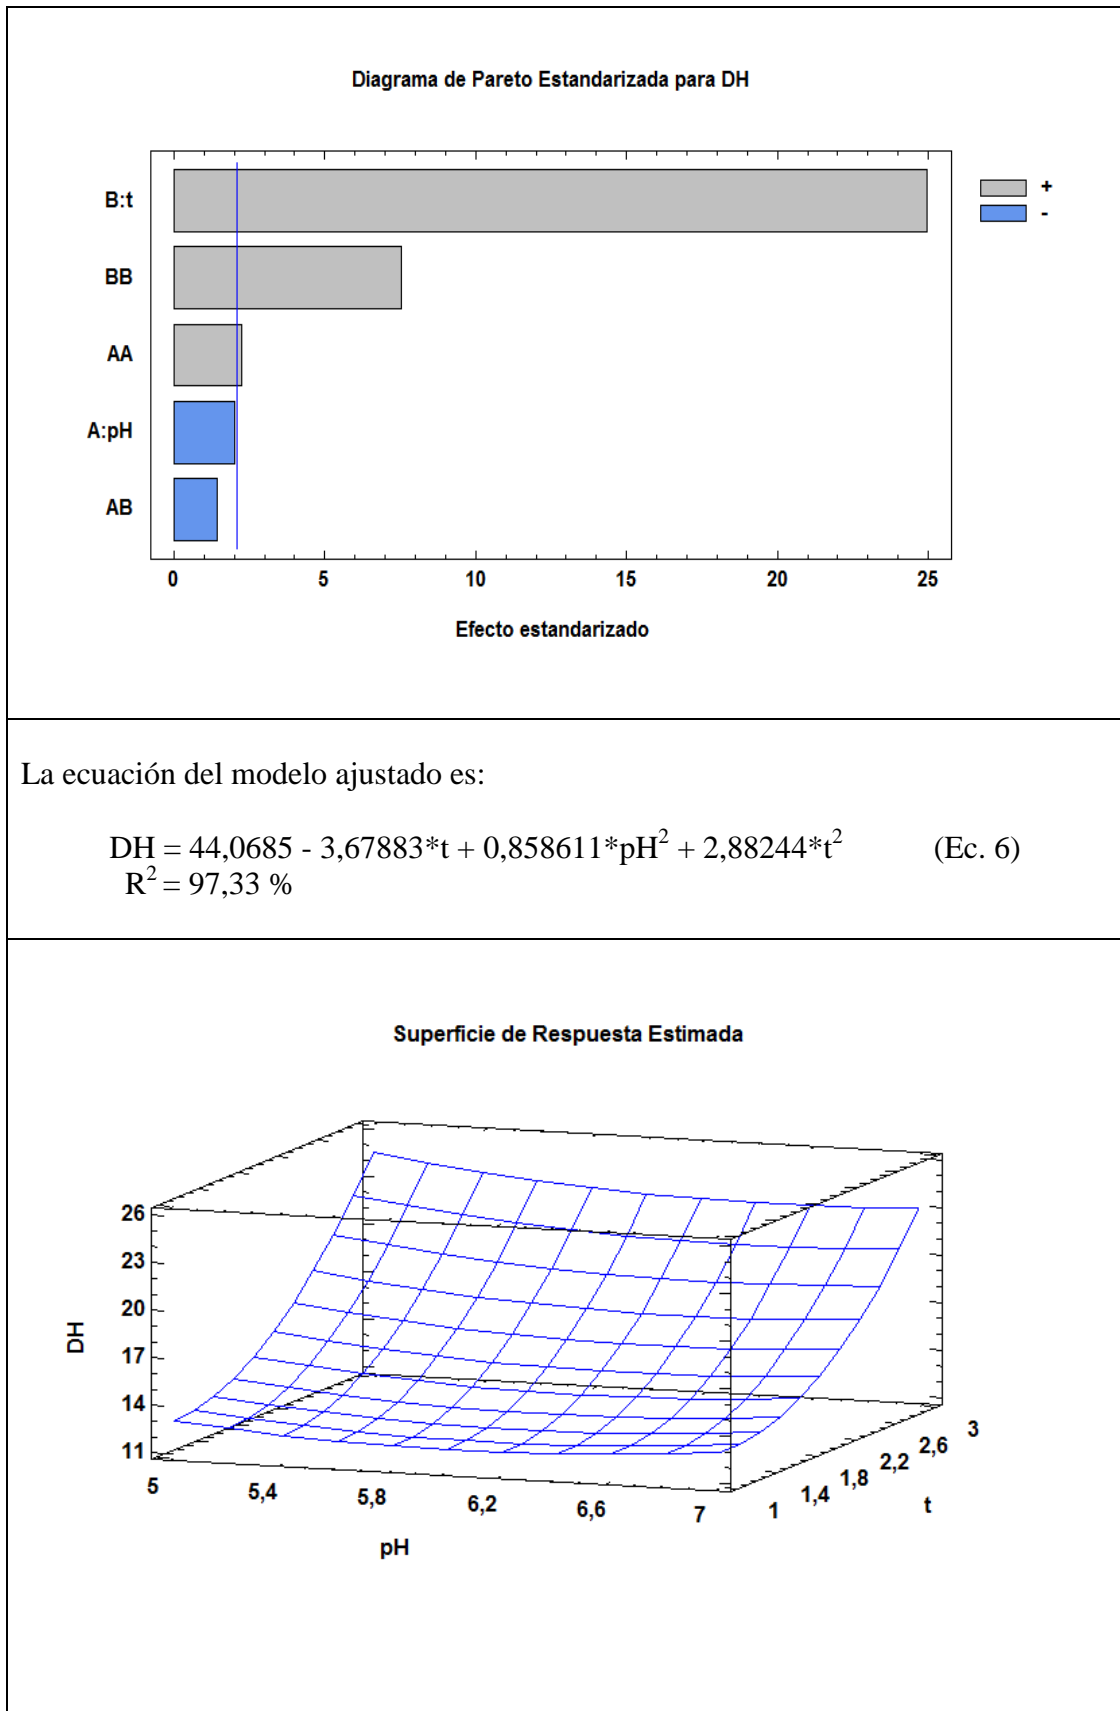 Diagrama de Pareto Estandarizada para DH
+
-
B:t
BB
AA
A:pH
AB
0 5 10 15 20 25
Efecto estandarizado
La ecuación del modelo ajustado es:
DH = 44,0685 - 3,67883*t + 0,858611*pH² + 2,88244*t² (Ec. 6)
R² = 97,33 %
Superficie de Respuesta Estimada
26
23
20
17
14
11
DH
5 5,4 5,8 6,2 6,6 7
pH
1 1,4 1,8 2,2 2,6 3
t